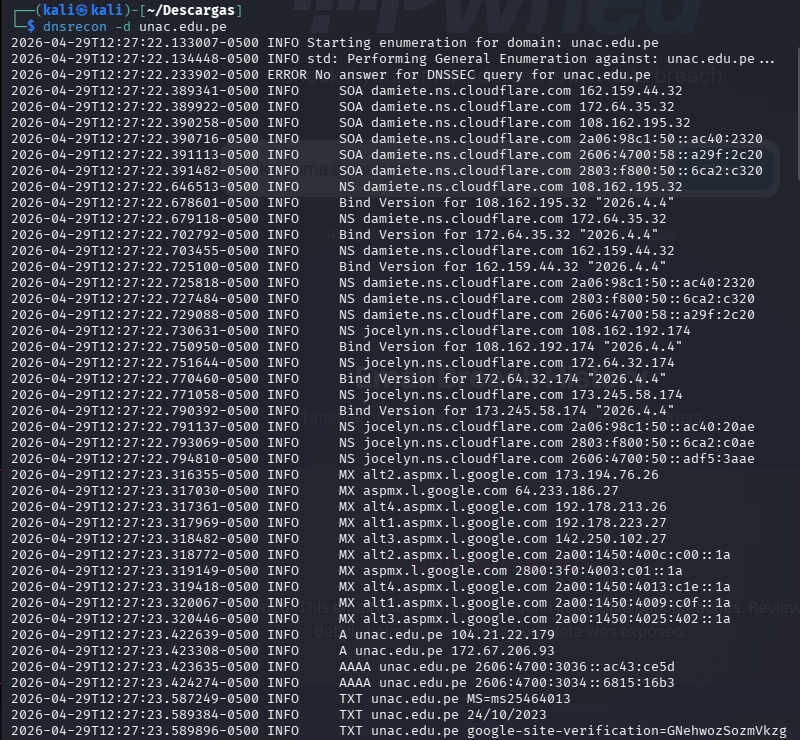 ┌──(kali㉿kali)-[~/Descargas]
└─$ dnsrecon -d unac.edu.pe
2026-04-29T12:27:22.133007-0500 INFO Starting enumeration for domain: unac.edu.pe
2026-04-29T12:27:22.134448-0500 INFO std: Performing General Enumeration against: unac.edu.pe...
2026-04-29T12:27:22.233902-0500 ERROR No answer for DNSSEC query for unac.edu.pe
2026-04-29T12:27:22.389341-0500 INFO SOA damiete.ns.cloudflare.com 162.159.44.32
2026-04-29T12:27:22.389922-0500 INFO SOA damiete.ns.cloudflare.com 172.64.35.32
2026-04-29T12:27:22.390258-0500 INFO SOA damiete.ns.cloudflare.com 108.162.195.32
2026-04-29T12:27:22.390716-0500 INFO SOA damiete.ns.cloudflare.com 2a06:98c1:50::ac40:2320
2026-04-29T12:27:22.391113-0500 INFO SOA damiete.ns.cloudflare.com 2606:4700:58::a29f:2c20
2026-04-29T12:27:22.391482-0500 INFO SOA damiete.ns.cloudflare.com 2803:f800:50::6ca2:c320
2026-04-29T12:27:22.646513-0500 INFO NS damiete.ns.cloudflare.com 108.162.195.32
2026-04-29T12:27:22.678601-0500 INFO Bind Version for 108.162.195.32 "2026.4.4"
2026-04-29T12:27:22.679118-0500 INFO NS damiete.ns.cloudflare.com 172.64.35.32
2026-04-29T12:27:22.702792-0500 INFO Bind Version for 172.64.35.32 "2026.4.4"
2026-04-29T12:27:22.703455-0500 INFO NS damiete.ns.cloudflare.com 162.159.44.32
2026-04-29T12:27:22.725100-0500 INFO Bind Version for 162.159.44.32 "2026.4.4"
2026-04-29T12:27:22.725818-0500 INFO NS damiete.ns.cloudflare.com 2a06:98c1:50::ac40:2320
2026-04-29T12:27:22.727484-0500 INFO NS damiete.ns.cloudflare.com 2803:f800:50::6ca2:c320
2026-04-29T12:27:22.729088-0500 INFO NS damiete.ns.cloudflare.com 2606:4700:58::a29f:2c20
2026-04-29T12:27:22.730631-0500 INFO NS jocelyn.ns.cloudflare.com 108.162.192.174
2026-04-29T12:27:22.750950-0500 INFO Bind Version for 108.162.192.174 "2026.4.4"
2026-04-29T12:27:22.751644-0500 INFO NS jocelyn.ns.cloudflare.com 172.64.32.174
2026-04-29T12:27:22.770460-0500 INFO Bind Version for 172.64.32.174 "2026.4.4"
2026-04-29T12:27:22.771058-0500 INFO NS jocelyn.ns.cloudflare.com 173.245.58.174
2026-04-29T12:27:22.790392-0500 INFO Bind Version for 173.245.58.174 "2026.4.4"
2026-04-29T12:27:22.791137-0500 INFO NS jocelyn.ns.cloudflare.com 2a06:98c1:50::ac40:20ae
2026-04-29T12:27:22.793069-0500 INFO NS jocelyn.ns.cloudflare.com 2803:f800:50::6ca2:c0ae
2026-04-29T12:27:22.794810-0500 INFO NS jocelyn.ns.cloudflare.com 2606:4700:50::adf5:3aae
2026-04-29T12:27:23.316355-0500 INFO MX alt2.aspmx.l.google.com 173.194.76.26
2026-04-29T12:27:23.317030-0500 INFO MX aspmx.l.google.com 64.233.186.27
2026-04-29T12:27:23.317361-0500 INFO MX alt4.aspmx.l.google.com 192.178.213.26
2026-04-29T12:27:23.317969-0500 INFO MX alt1.aspmx.l.google.com 192.178.223.27
2026-04-29T12:27:23.318482-0500 INFO MX alt3.aspmx.l.google.com 142.250.102.27
2026-04-29T12:27:23.318772-0500 INFO MX alt2.aspmx.l.google.com 2a00:1450:400c:c00::1a
2026-04-29T12:27:23.319149-0500 INFO MX aspmx.l.google.com 2800:3f0:4003:c01::1a
2026-04-29T12:27:23.319418-0500 INFO MX alt4.aspmx.l.google.com 2a00:1450:4013:c1e::1a
2026-04-29T12:27:23.320067-0500 INFO MX alt1.aspmx.l.google.com 2a00:1450:4009:c0f::1a
2026-04-29T12:27:23.320446-0500 INFO MX alt3.aspmx.l.google.com 2a00:1450:4025:402::1a
2026-04-29T12:27:23.422639-0500 INFO A unac.edu.pe 104.21.22.179
2026-04-29T12:27:23.423308-0500 INFO A unac.edu.pe 172.67.206.93
2026-04-29T12:27:23.423635-0500 INFO AAAA unac.edu.pe 2606:4700:3036::ac43:ce5d
2026-04-29T12:27:23.424274-0500 INFO AAAA unac.edu.pe 2606:4700:3034::6815:16b3
2026-04-29T12:27:23.587249-0500 INFO TXT unac.edu.pe MS=ms25464013
2026-04-29T12:27:23.589384-0500 INFO TXT unac.edu.pe 24/10/2023
2026-04-29T12:27:23.589896-0500 INFO TXT unac.edu.pe google-site-verification=GNehwozSozmVkzg